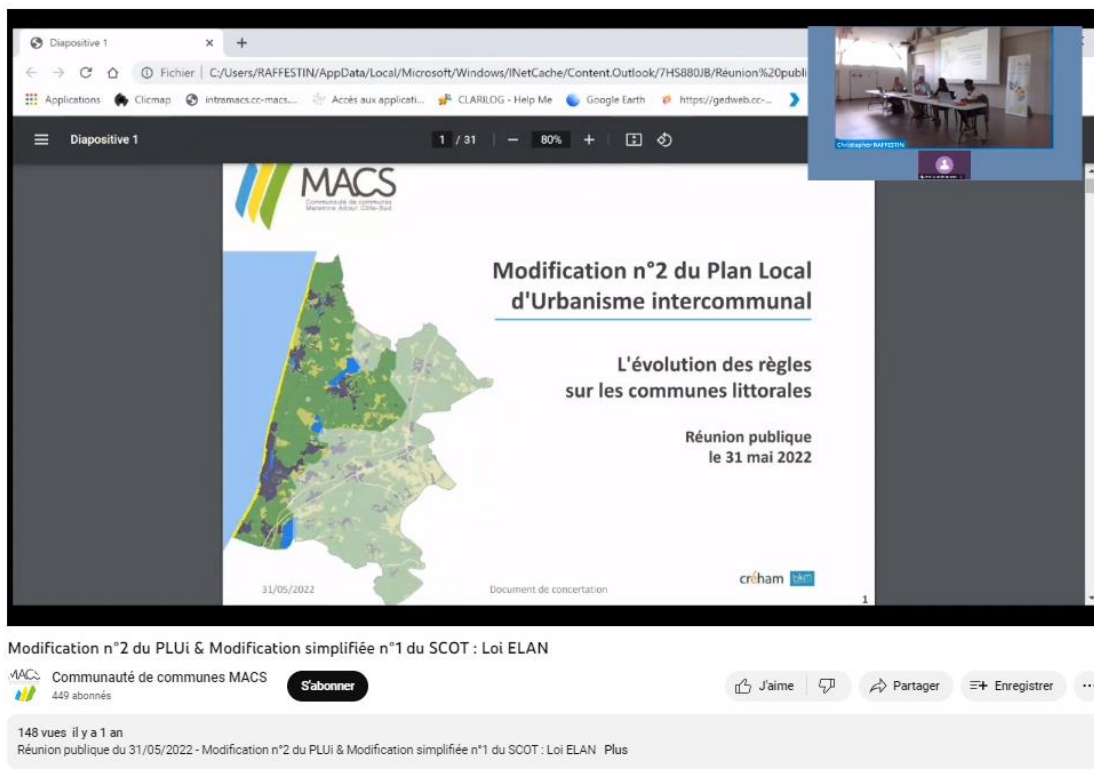 Diapositive 1
Fichier | C:/Users/RAFFESTIN/AppData/Local/Microsoft/Windows/INetCache/Content.Outlook/7HS880JB/Réunion%20publi
Applications Clicmap intramacs.cc-macs.... Accès aux applicati... CLARILOG - Help Me Google Earth https://gedweb.cc-...
Christopher RAFFESTIN
Diapositive 1 1 / 31 80%
MACS
Communauté de communes
Maremne Adour Côte-Sud
Modification n°2 du Plan Local
d'Urbanisme intercommunal
L'évolution des règles
sur les communes littorales
Réunion publique
le 31 mai 2022
31/05/2022 Document de concertation créham bkm
1
Modification n°2 du PLUi & Modification simplifiée n°1 du SCOT : Loi ELAN
MACS Communauté de communes MACS
449 abonnés
S'abonner
J'aime Partager Enregistrer ...
148 vues il y a 1 an
Réunion publique du 31/05/2022 - Modification n°2 du PLUi & Modification simplifiée n°1 du SCOT : Loi ELAN Plus